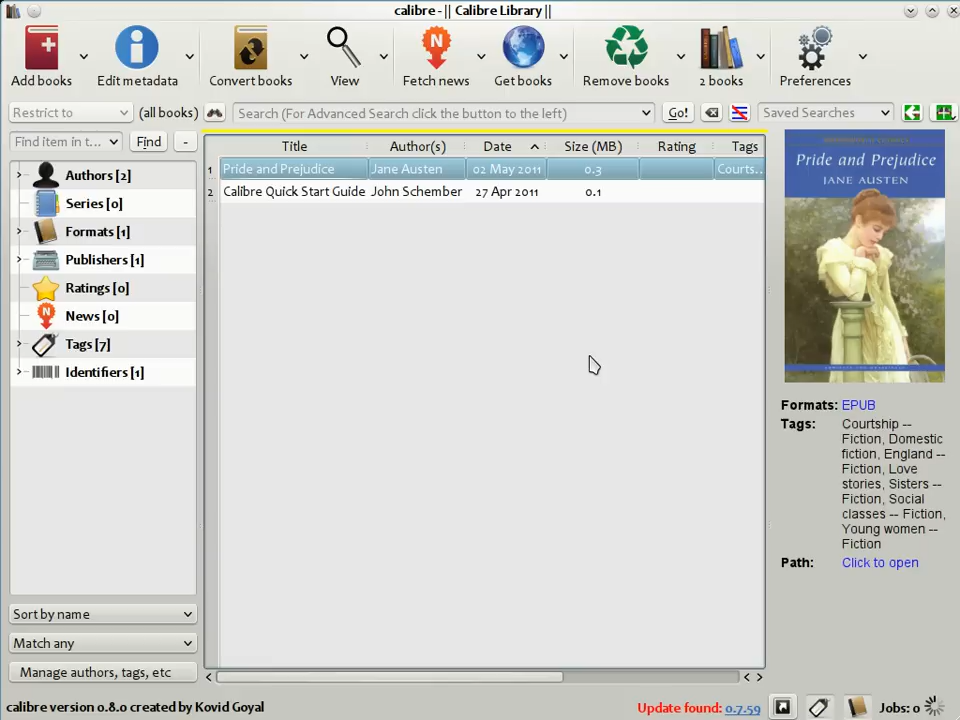 calibre - || Calibre Library ||
Add books
Edit metadata
Convert books
View
Fetch news
Get books
Remove books
2 books
Preferences
Restrict to
(all books)
Search (For Advanced Search click the button to the left)
Go!
Saved Searches
Find item in t...
Find
-
Title
Author(s)
Date
Size (MB)
Rating
Tags
1 Pride and Prejudice Jane Austen 02 May 2011 0.3 Courts..
2 Calibre Quick Start Guide John Schember 27 Apr 2011 0.1
Authors [2]
Series [0]
Formats [1]
Publishers [1]
Ratings [0]
News [0]
Tags [7]
Identifiers [1]
Pride and Prejudice
JANE AUSTEN
Formats: EPUB
Tags: Courtship --
Fiction, Domestic
fiction, England --
Fiction, Love
stories, Sisters --
Fiction, Social
classes -- Fiction,
Young women --
Fiction
Path: Click to open
Sort by name
Match any
Manage authors, tags, etc
calibre version 0.8.0 created by Kovid Goyal
Update found: 0.7.59
Jobs: 0